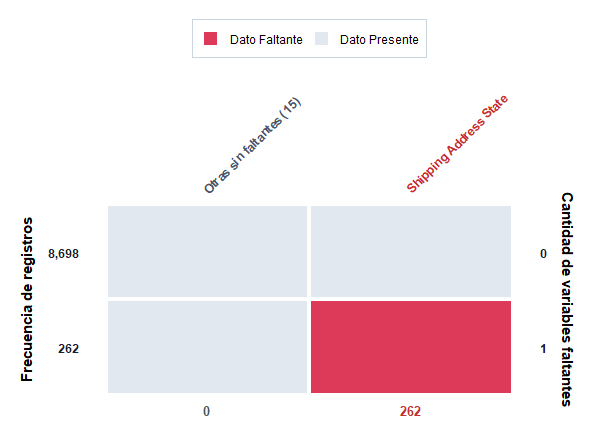 Dato Faltante
Dato Presente
Otras sin faltantes (15)
Shipping Address State
Frecuencia de registros
Cantidad de variables faltantes
8,698
0
262
1
0
262